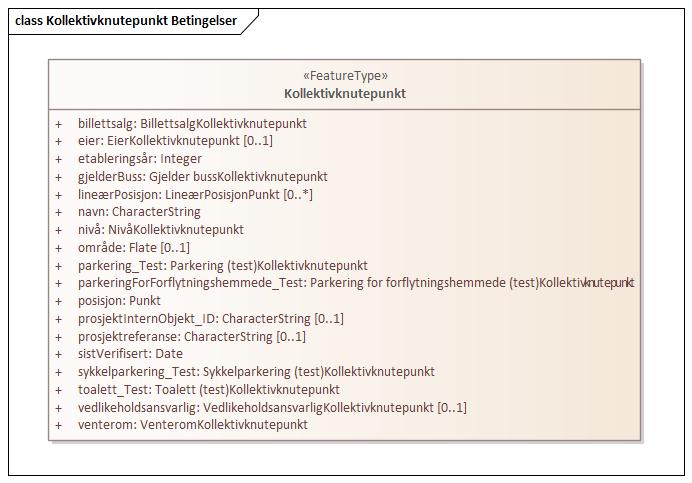 class Kollektivknutepunkt Betingelser
«FeatureType»
Kollektivknutepunkt
+ billettsalg: BillettsalgKollektivknutepunkt
+ eier: EierKollektivknutepunkt [0..1]
+ etableringsår: Integer
+ gjelderBuss: Gjelder bussKollektivknutepunkt
+ lineærPosisjon: LineærPosisjonPunkt [0..*]
+ navn: CharacterString
+ nivå: NivåKollektivknutepunkt
+ område: Flate [0..1]
+ parkering_Test: Parkering (test)Kollektivknutepunkt
+ parkeringForForflytningshemmede_Test: Parkering for forflytningshemmede (test)Kollektivknutepunkt
+ posisjon: Punkt
+ prosjektInternObjekt_ID: CharacterString [0..1]
+ prosjektreferanse: CharacterString [0..1]
+ sistVerifisert: Date
+ sykkelparkering_Test: Sykkelparkering (test)Kollektivknutepunkt
+ toalett_Test: Toalett (test)Kollektivknutepunkt
+ vedlikeholdsansvarlig: VedlikeholdsansvarligKollektivknutepunkt [0..1]
+ venterom: VenteromKollektivknutepunkt